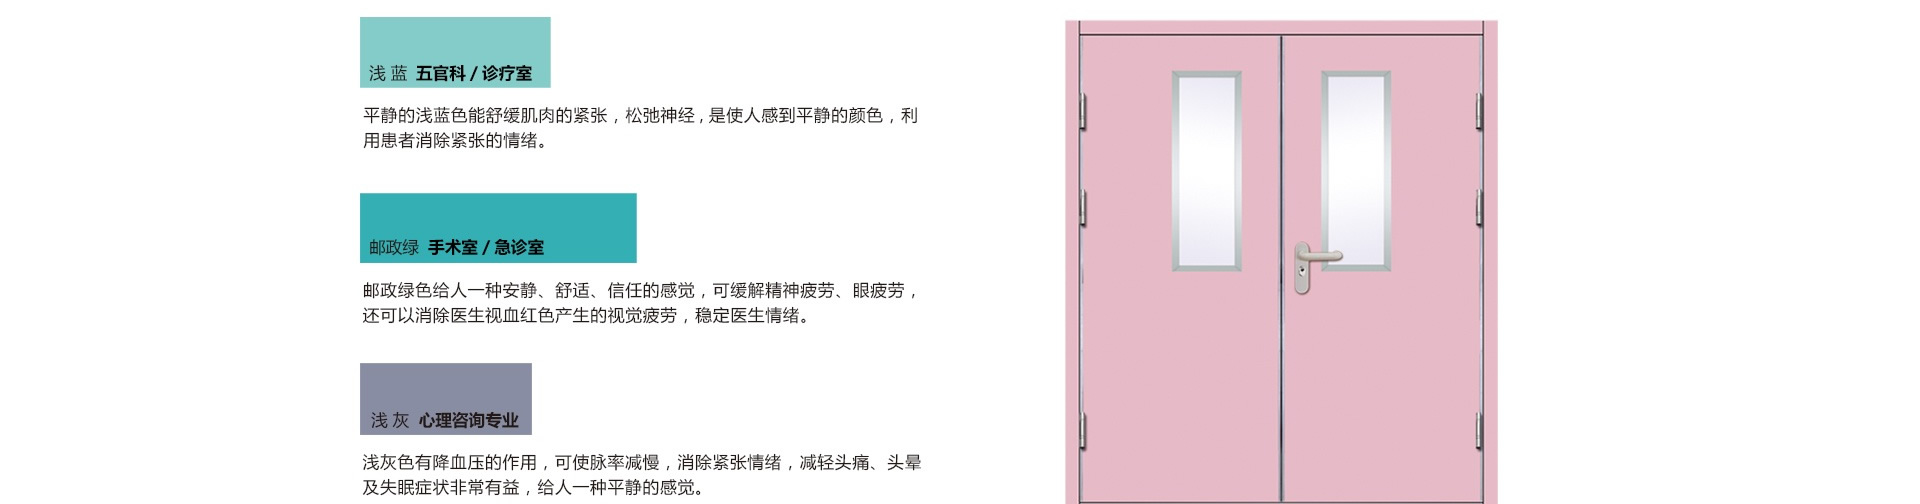 浅 蓝 五官科 / 诊疗室
平静的浅蓝色能舒缓肌肉的紧张，松弛神经，是使人感到平静的颜色，利
用患者消除紧张的情绪。
邮政绿 手术室 / 急诊室
邮政绿色给人一种安静、舒适、信任的感觉，可缓解精神疲劳、眼疲劳，
还可以消除医生视血红色产生的视觉疲劳，稳定医生情绪。
浅 灰 心理咨询专业
浅灰色有降血压的作用，可使脉率减慢，消除紧张情绪，减轻头痛、头晕
及失眠症状非常有益，给人一种平静的感觉。